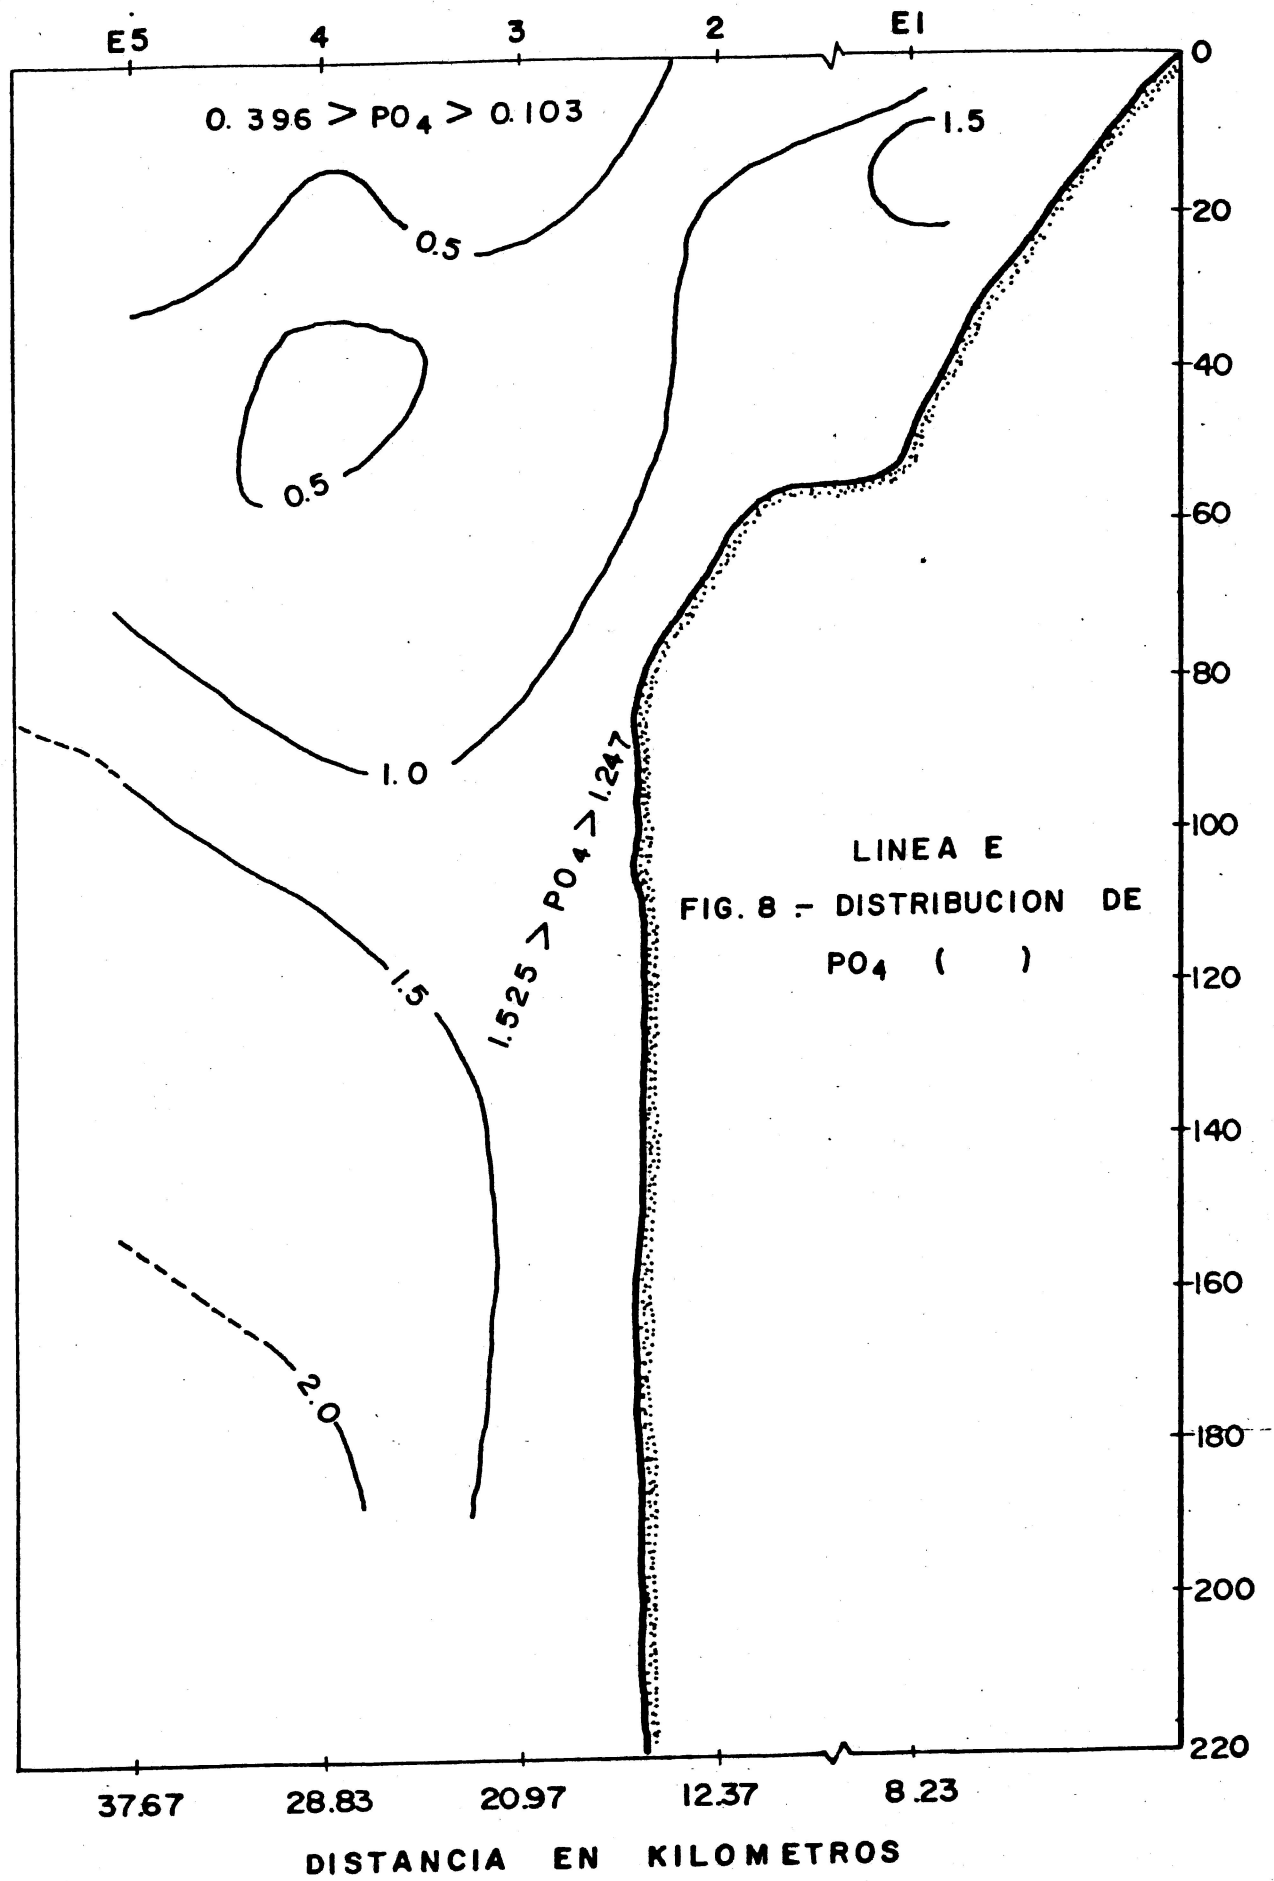 E5 4 3 2 E1
0
0.396 > PO4 > 0.103
1.5
20
0.5
40
0.5
60
80
1.0
1.525 > PO4 > 1.247
100
LINEA E
FIG. 8 :- DISTRIBUCION DE
PO4 ( )
1.5
120
140
160
2.0
180
200
220
37.67 28.83 20.97 12.37 8.23
DISTANCIA EN KILOMETROS